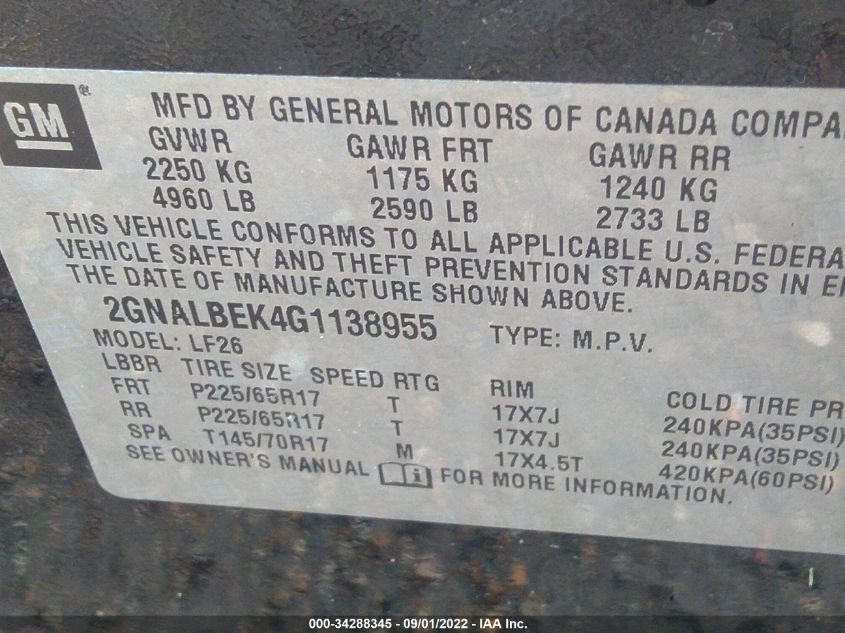 GM®
MFD BY GENERAL MOTORS OF CANADA
GVWR GAWR FRT GAWR RR
2250 KG 1175 KG 1240 KG
4960 LB 2590 LB 2733 LB
THIS VEHICLE CONFORMS TO ALL APPLICABLE U.S.
VEHICLE SAFETY AND THEFT PREVENTION STANDARDS IN
THE DATE OF MANUFACTURE SHOWN ABOVE.
2GNALBEK4G1138955 TYPE: M.P.V.
MODEL: LF26
LBBR TIRE SIZE SPEED RTG RIM COLD TIRE
FRT P225/65R17 T 17X7J 240KPA(35PSI)
RR P225/65R17 T 17X7J 240KPA(35PSI)
SPA T145/70R17 M 17X4.5T 420KPA(60PSI)
SEE OWNER'S MANUAL FOR MORE INFORMATION.
000-34288345 - 09/01/2022 - IAA Inc.